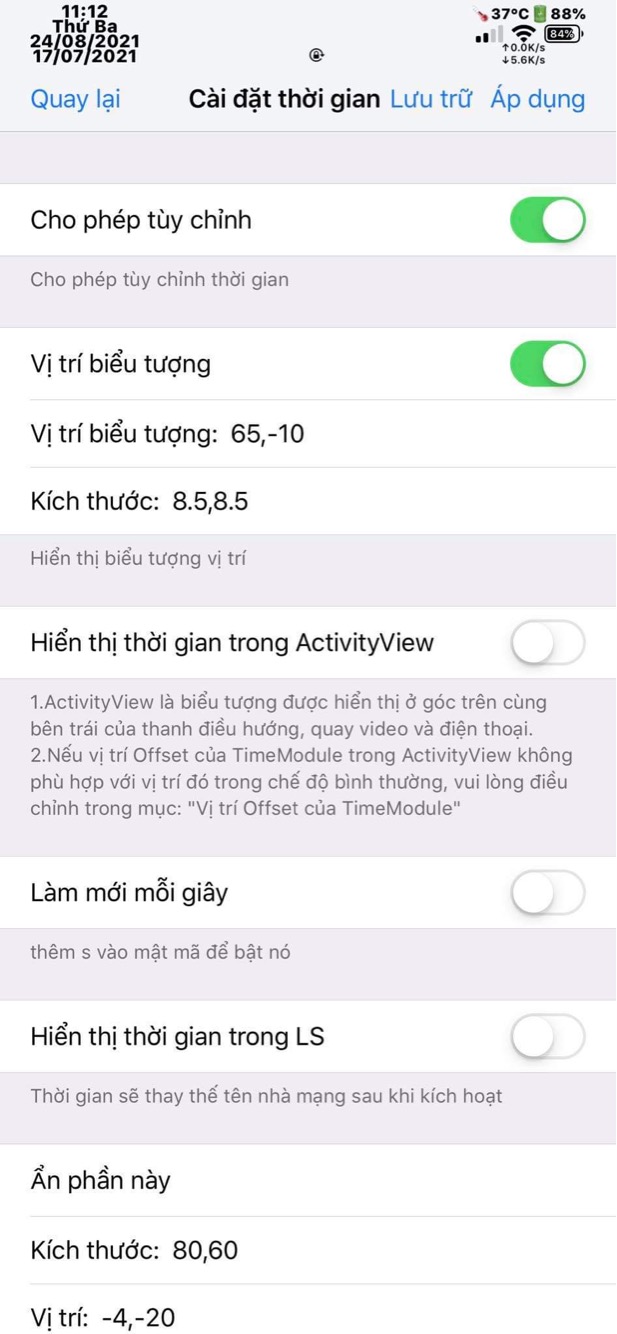 11:12
Thứ Ba
24/08/2021
17/07/2021
37°C 88%
84%
↑0.0K/s
↓5.6K/s
Quay lại Cài đặt thời gian Lưu trữ Áp dụng
Cho phép tùy chỉnh
Cho phép tùy chỉnh thời gian
Vị trí biểu tượng
Vị trí biểu tượng: 65,-10
Kích thước: 8.5,8.5
Hiển thị biểu tượng vị trí
Hiển thị thời gian trong ActivityView
1.ActivityView là biểu tượng được hiển thị ở góc trên cùng
bên trái của thanh điều hướng, quay video và điện thoại.
2.Nếu vị trí Offset của TimeModule trong ActivityView không
phù hợp với vị trí đó trong chế độ bình thường, vui lòng điều
chỉnh trong mục: "Vị trí Offset của TimeModule"
Làm mới mỗi giây
thêm s vào mật mã để bật nó
Hiển thị thời gian trong LS
Thời gian sẽ thay thế tên nhà mạng sau khi kích hoạt
Ẩn phần này
Kích thước: 80,60
Vị trí: -4,-20